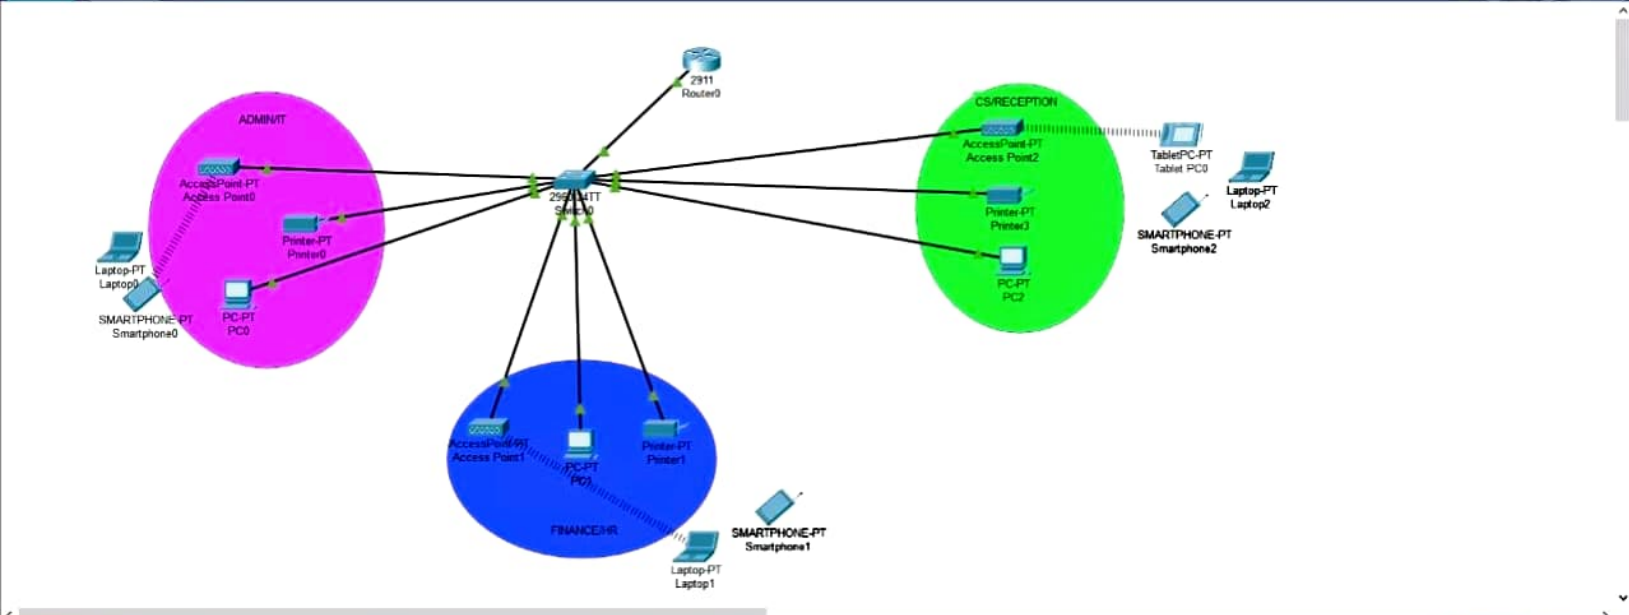 2911
Router0
ADMIN/IT
AccessPoint-PT
Access Point0
Printer-PT
Printer0
Laptop-PT
Laptop0
SMARTPHONE-PT
Smartphone0
PC-PT
PC0
2960-24TT
Switch0
CS/RECEPTION
AccessPoint-PT
Access Point2
TabletPC-PT
Tablet PC0
Laptop-PT
Laptop2
Printer-PT
Printer3
SMARTPHONE-PT
Smartphone2
PC-PT
PC2
AccessPoint-PT
Access Point1
PC-PT
PC1
Printer-PT
Printer1
FINANCE/HR
SMARTPHONE-PT
Smartphone1
Laptop-PT
Laptop1